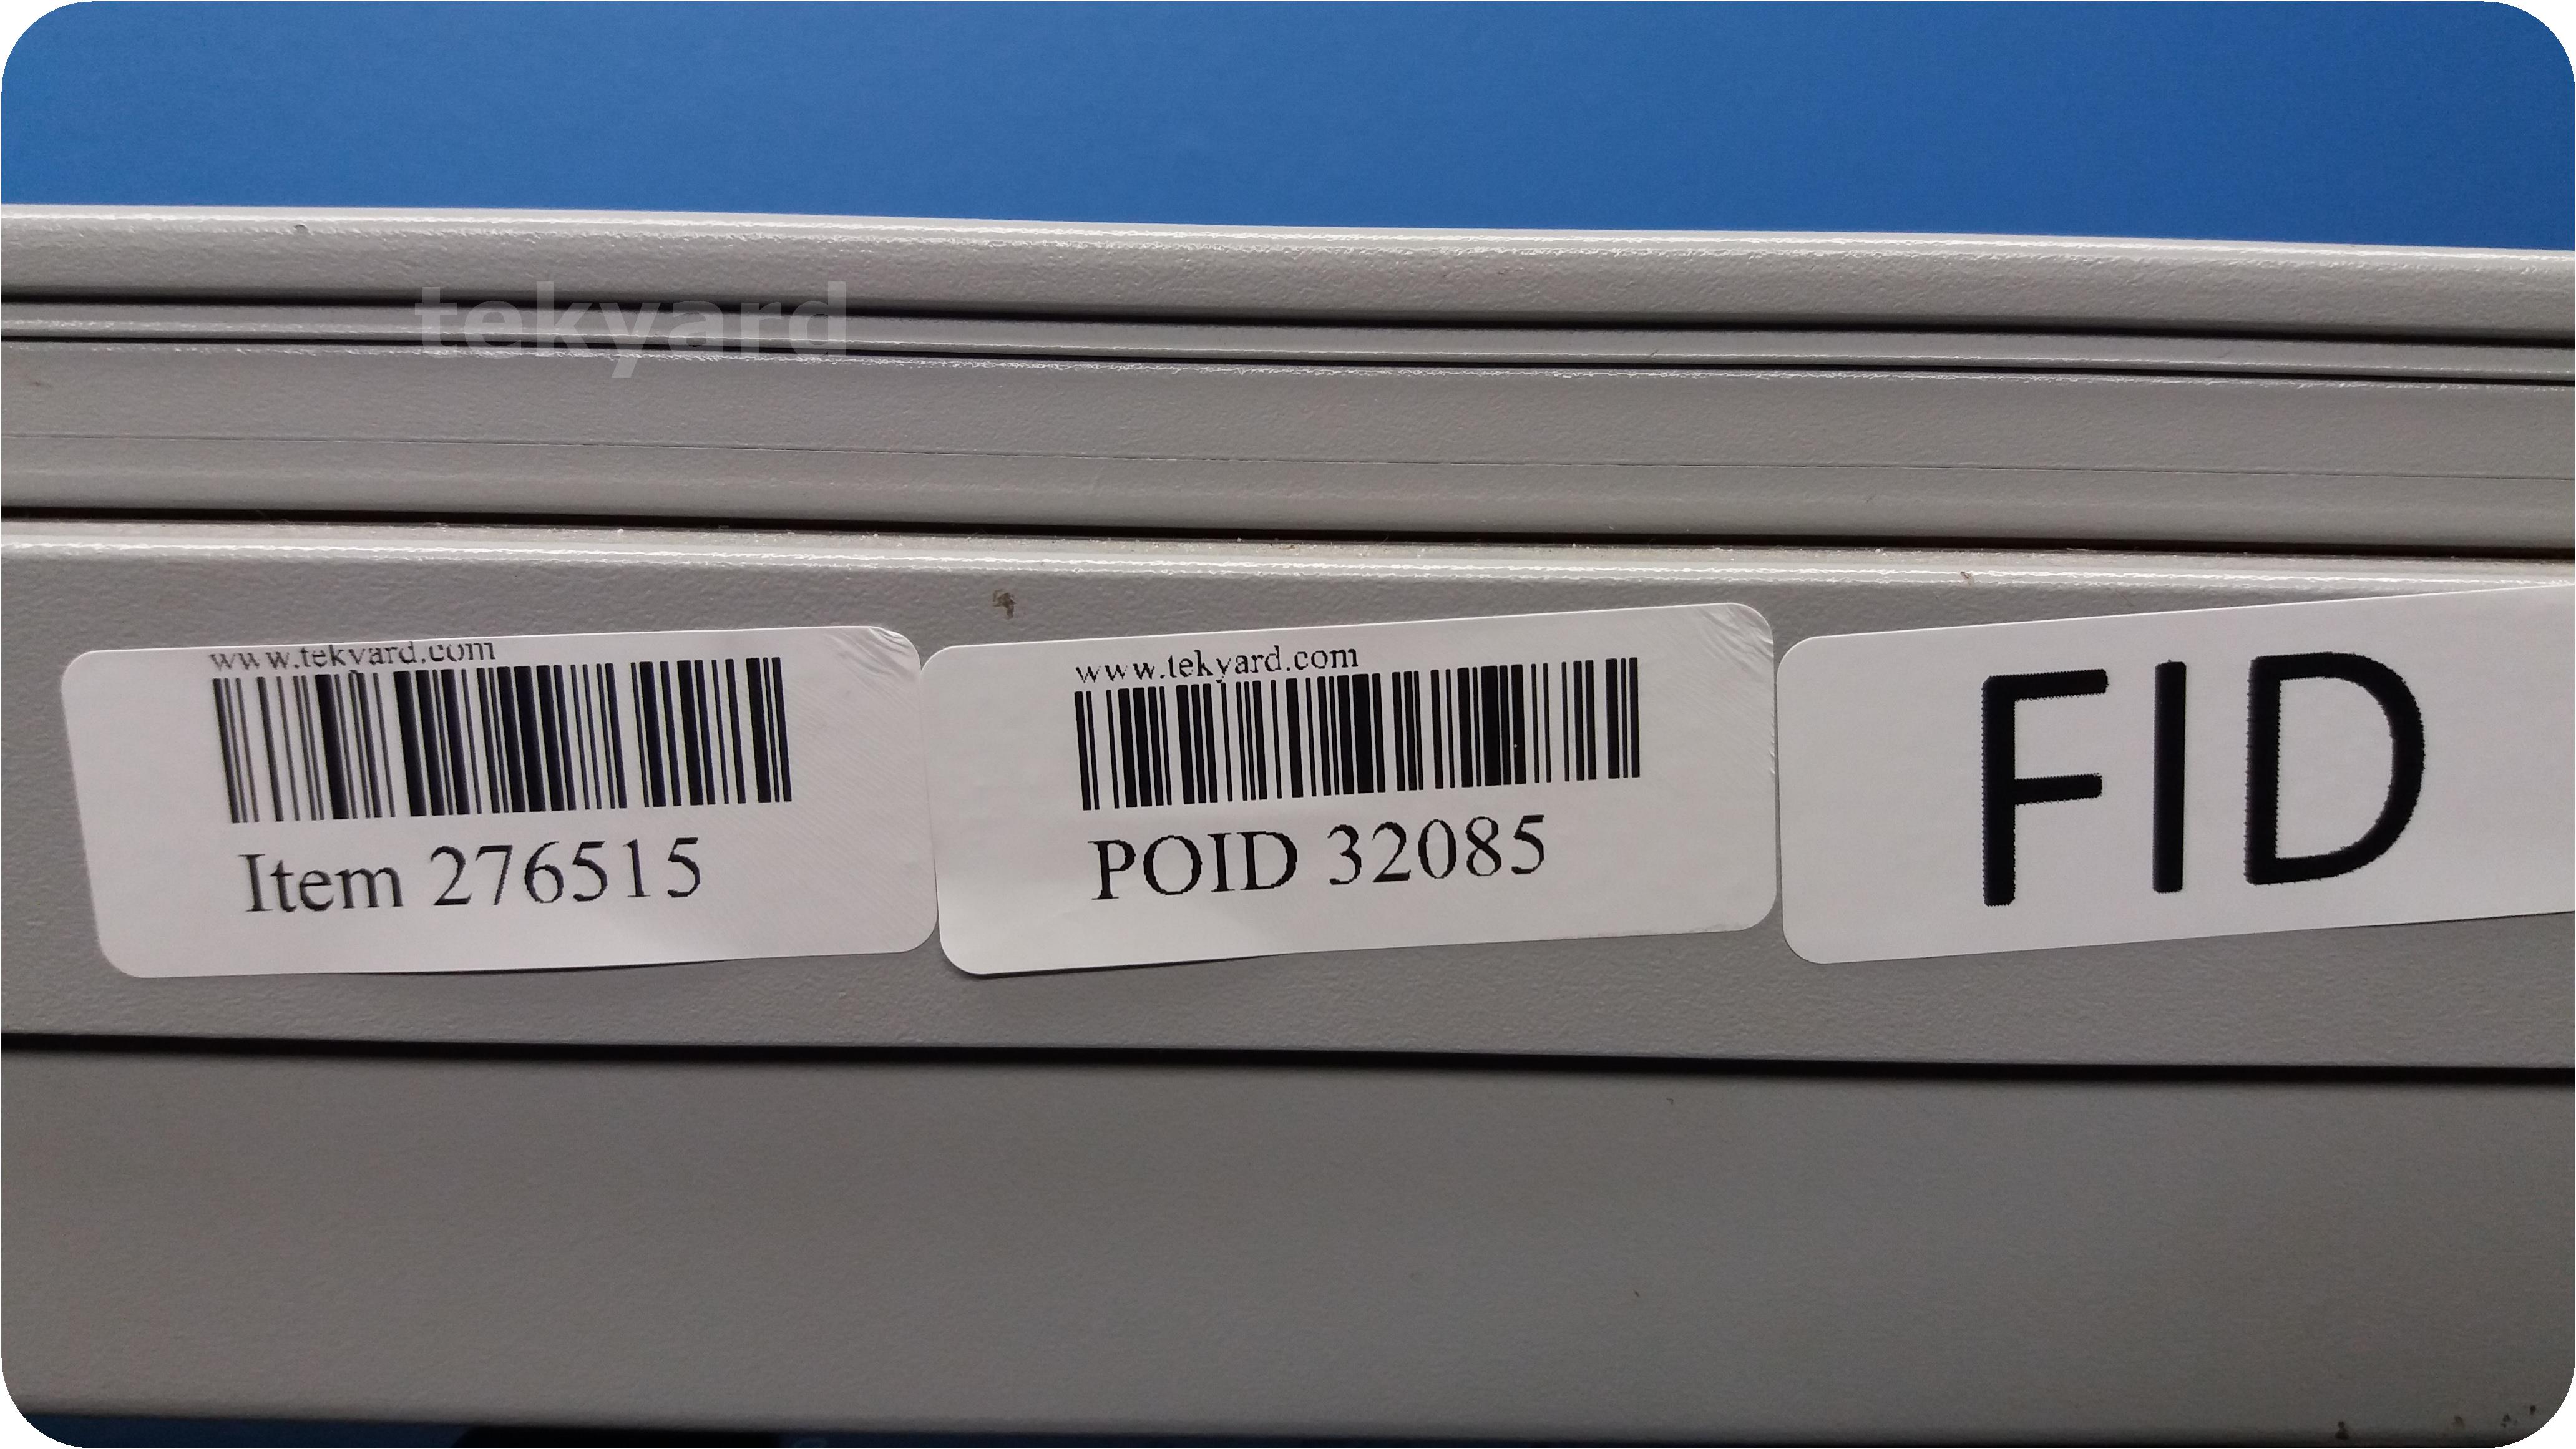 tekyard
www.tekyard.com
Item 276515
www.tekyard.com
POID 32085
FID